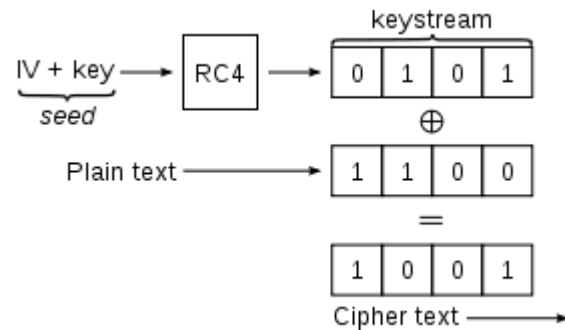 keystream
IV + key
RC4
0 1 0 1
seed
⊕
Plain text
1 1 0 0
=
1 0 0 1
Cipher text